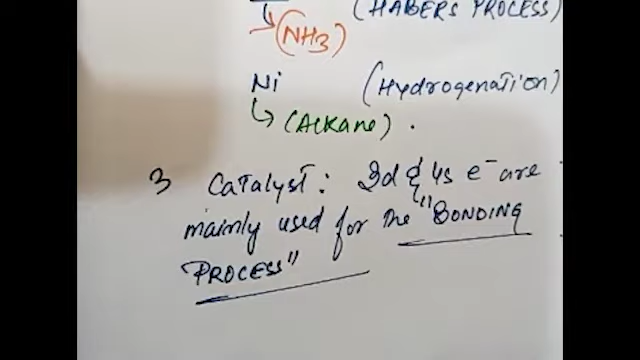 (HABERS PROCESS)
(NH3)
Ni (Hydrogenation)
(Alkane).
3 Catalyst: 3d & 4s e⁻ are
mainly used for the "BONDING
PROCESS"